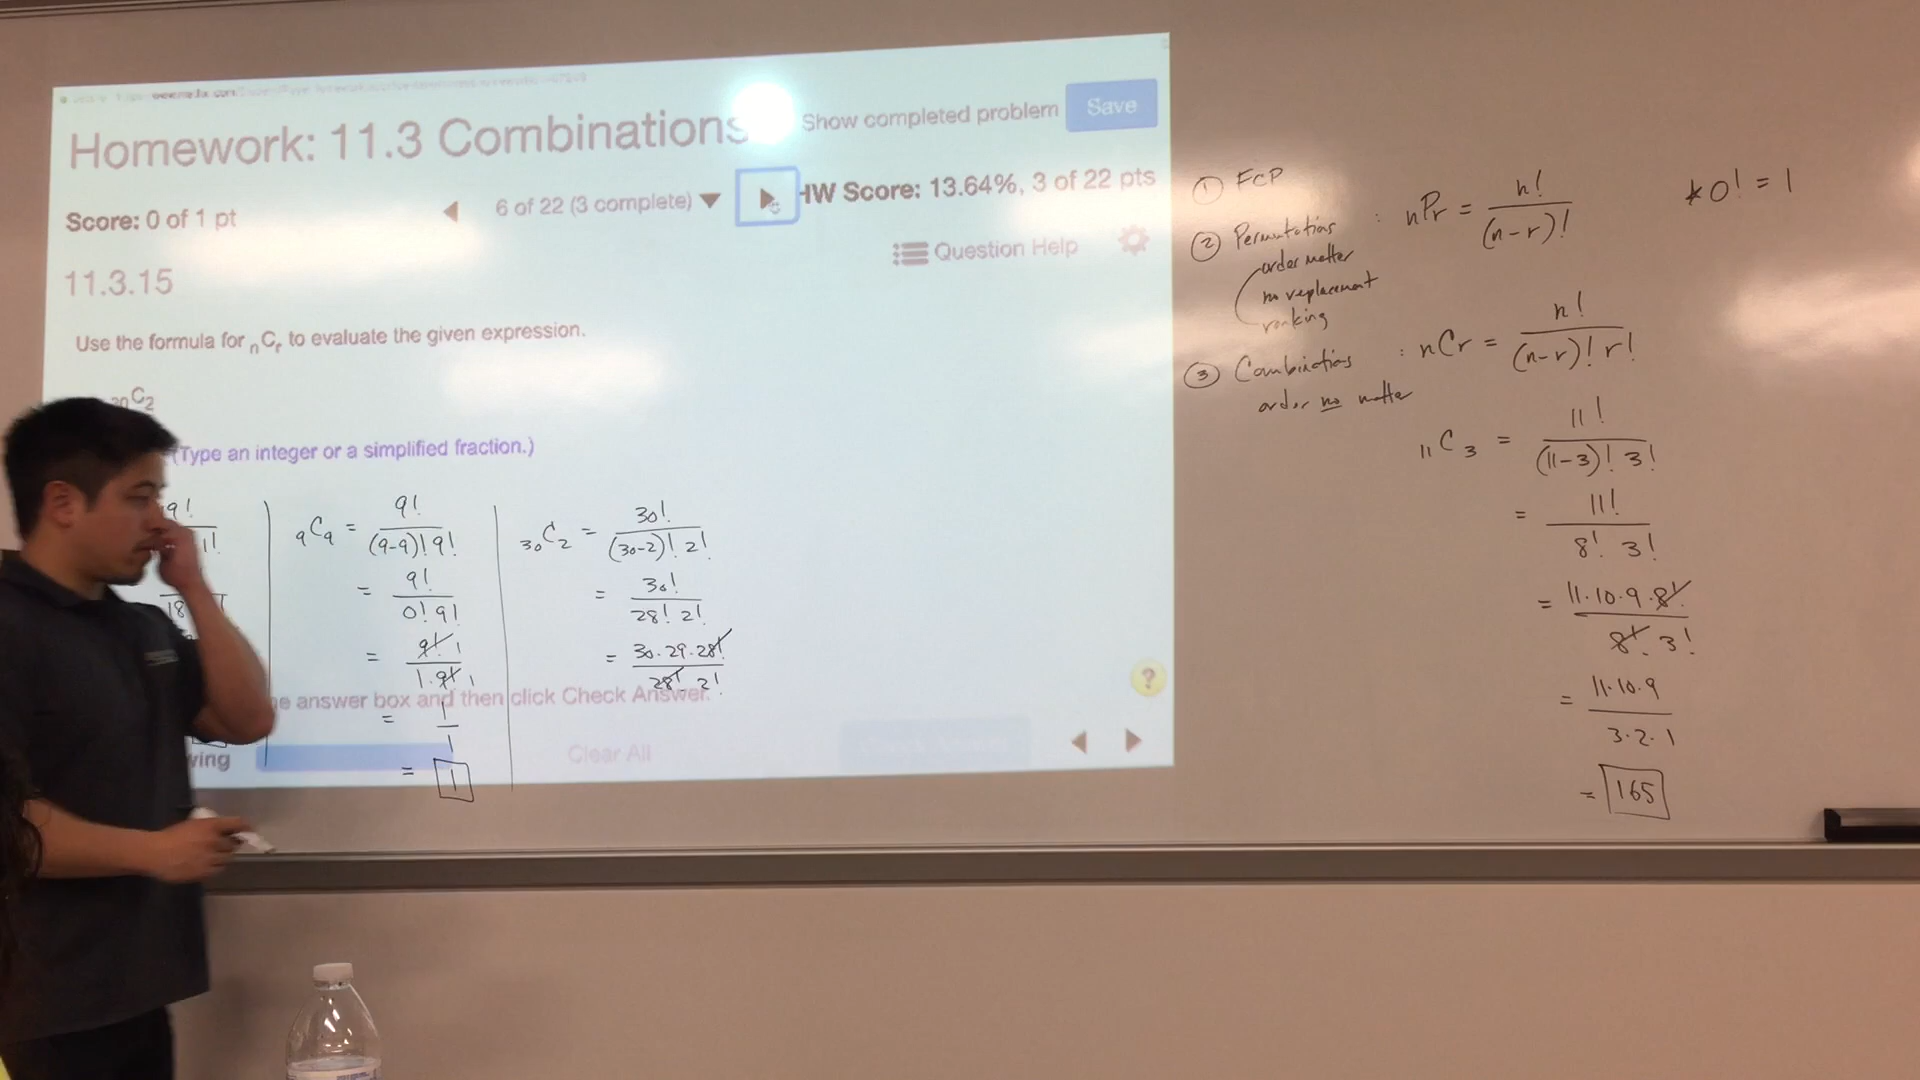 Homework: 11.3 Combinations
Show completed problem
Save
Score: 0 of 1 pt
6 of 22 (3 complete)
HW Score: 13.64%, 3 of 22 pts
11.3.15
Question Help
Use the formula for nCr to evaluate the given expression.
30C2
(Type an integer or a simplified fraction.)
9!
1!
18
9C9 = 9! / (9-9)! 9!
= 9! / 0! 9!
= 9! 1 / 1·9! 1
= 1 / 1
= 1
30C2 = 30! / (30-2)! 2!
= 30! / 28! 2!
= 30·29·28! / 28! 2!
e answer box and then click Check Answer.
ving
Clear All
?
① FCP
② Permutations : nPr = n! / (n-r)!
order matter
no replacement
ranking
* 0! = 1
③ Combinations : nCr = n! / (n-r)! r!
order no matter
11C3 = 11! / (11-3)! 3!
= 11! / 8! 3!
= 11·10·9·8! / 8! 3!
= 11·10·9 / 3·2·1
= 165